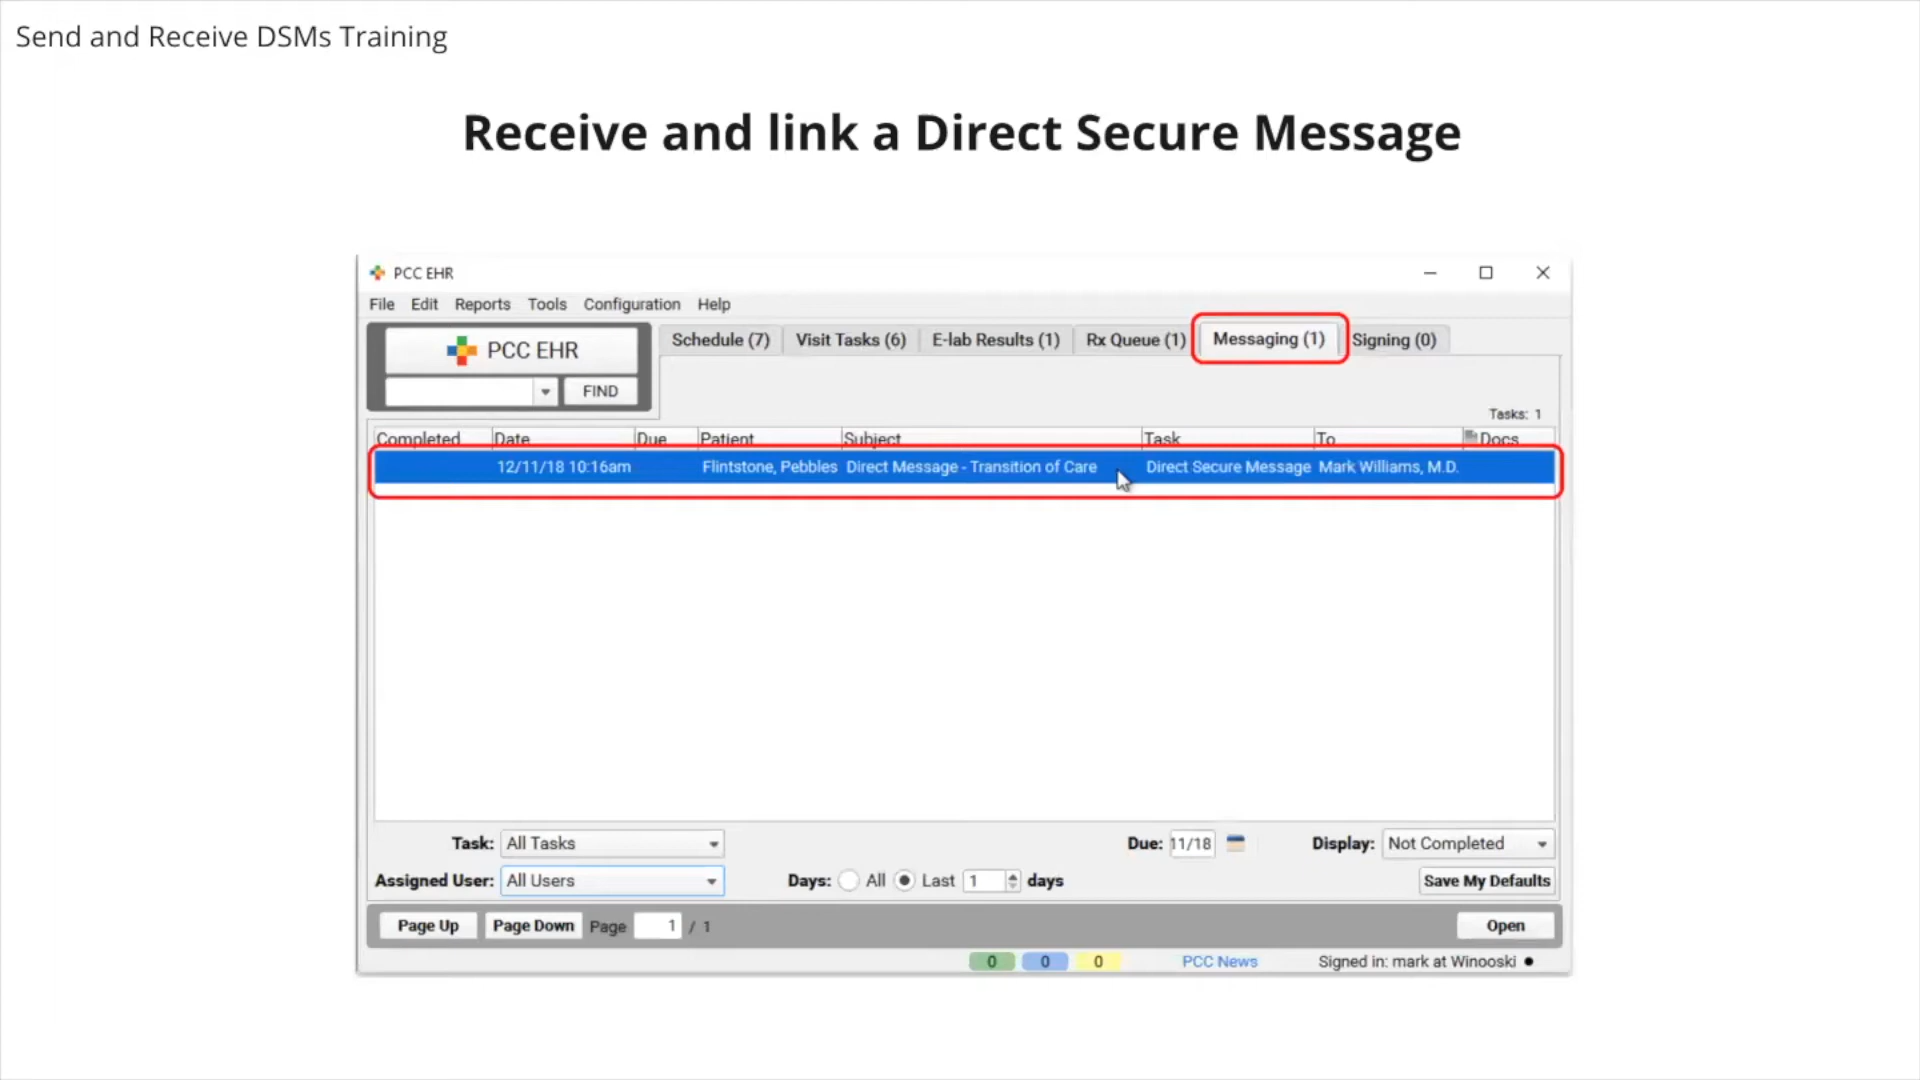 Send and Receive DSMs Training
Receive and link a Direct Secure Message
PCC EHR
File Edit Reports Tools Configuration Help
PCC EHR
FIND
Schedule (7) Visit Tasks (6) E-lab Results (1) Rx Queue (1) Messaging (1) Signing (0)
Tasks: 1
Completed Date Due Patient Subject Task To Docs
12/11/18 10:16am Flintstone, Pebbles Direct Message - Transition of Care Direct Secure Message Mark Williams, M.D.
Task: All Tasks Due: 11/18 Display: Not Completed
Assigned User: All Users Days: All Last 1 days Save My Defaults
Page Up Page Down Page 1 / 1 Open
0 0 0 PCC News Signed in: mark at Winooski